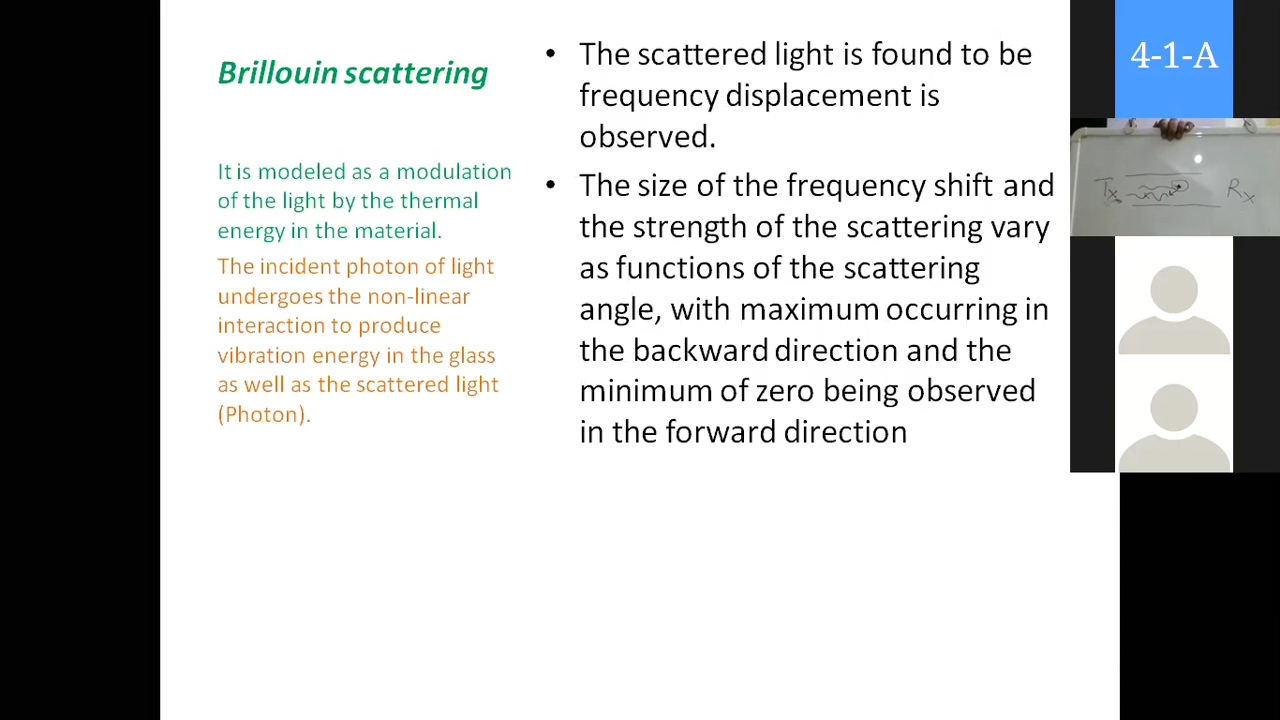 Brillouin scattering
It is modeled as a modulation
of the light by the thermal
energy in the material.
The incident photon of light
undergoes the non-linear
interaction to produce
vibration energy in the glass
as well as the scattered light
(Photon).
• The scattered light is found to be
frequency displacement is
observed.
• The size of the frequency shift and
the strength of the scattering vary
as functions of the scattering
angle, with maximum occurring in
the backward direction and the
minimum of zero being observed
in the forward direction
4-1-A
Tx Rx